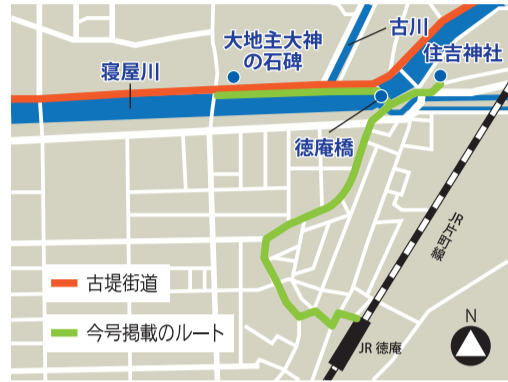 古川
大地主大神
の石碑
住吉神社
寝屋川
徳庵橋
JR片町線
古堤街道
今号掲載のルート
N
JR 徳庵